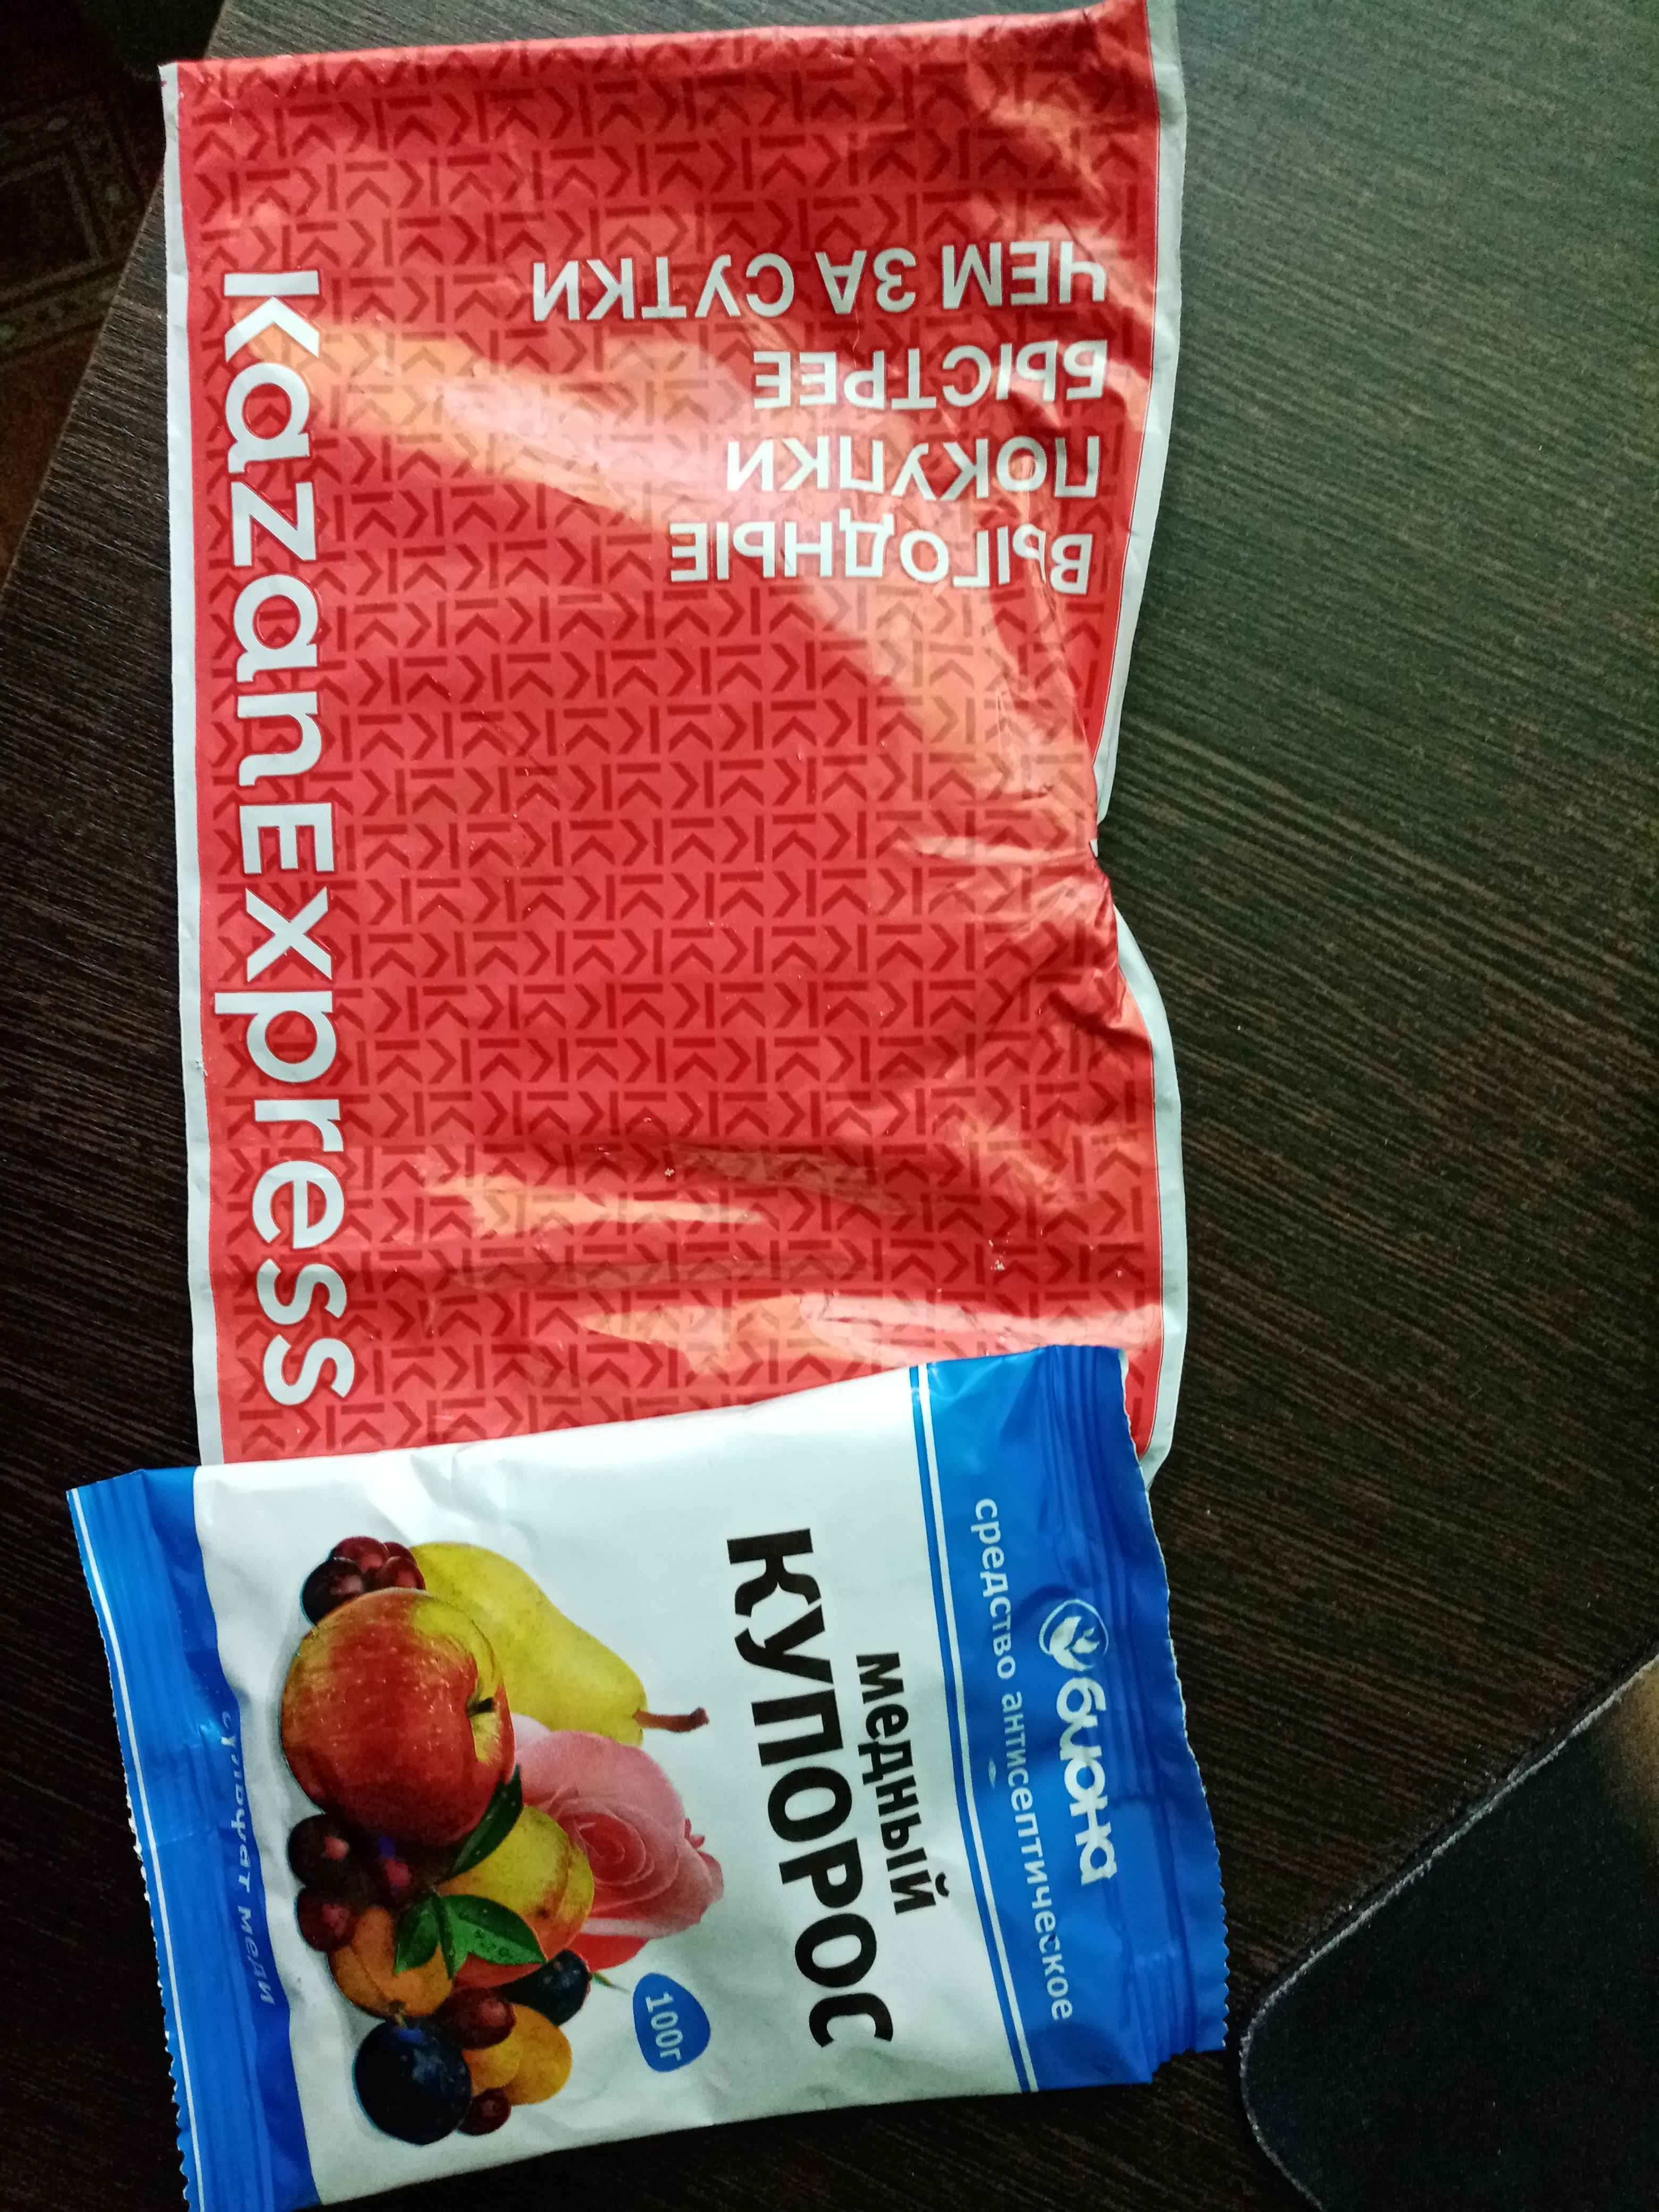 KazanExpress
ВЫГОДНЫЕ
ПОКУПКИ
БЫСТРЕЕ
ЧЕМ ЗА СУТКИ
биона
средство антисептическое
медный
КУПОРОС
100г
сульфат меди